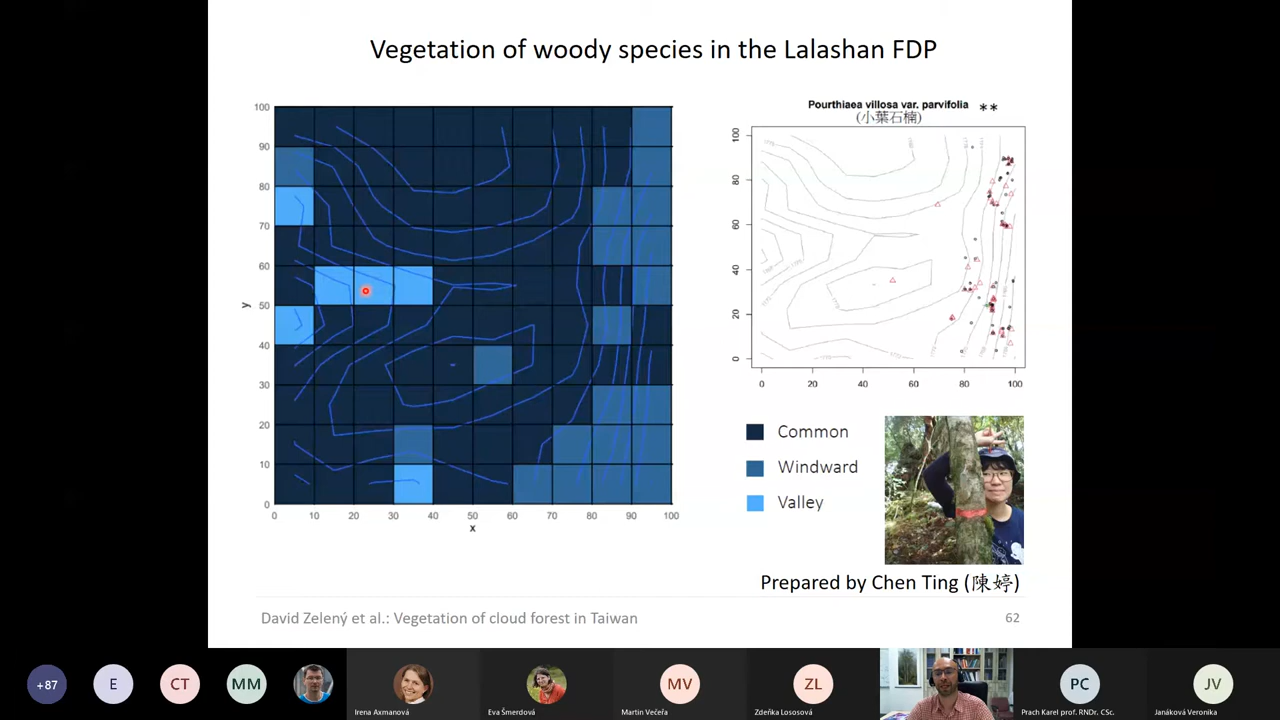 Vegetation of woody species in the Lalashan FDP
100
90
80
70
60
50
40
30
20
10
0
y
0 10 20 30 40 50 60 70 80 90 100
x
Pourthiaea villosa var. parvifolia **
(小葉石楠)
100
80
60
40
20
0
0 20 40 60 80 100
Common
Windward
Valley
Prepared by Chen Ting (陳婷)
David Zelený et al.: Vegetation of cloud forest in Taiwan
62
+87
E
CT
MM
Irena Axmanová
Eva Šmerdová
MV
Martin Večeřa
ZL
Zdeňka Lososová
PC
Prach Karel prof. RNDr. CSc.
JV
Janáková Veronika